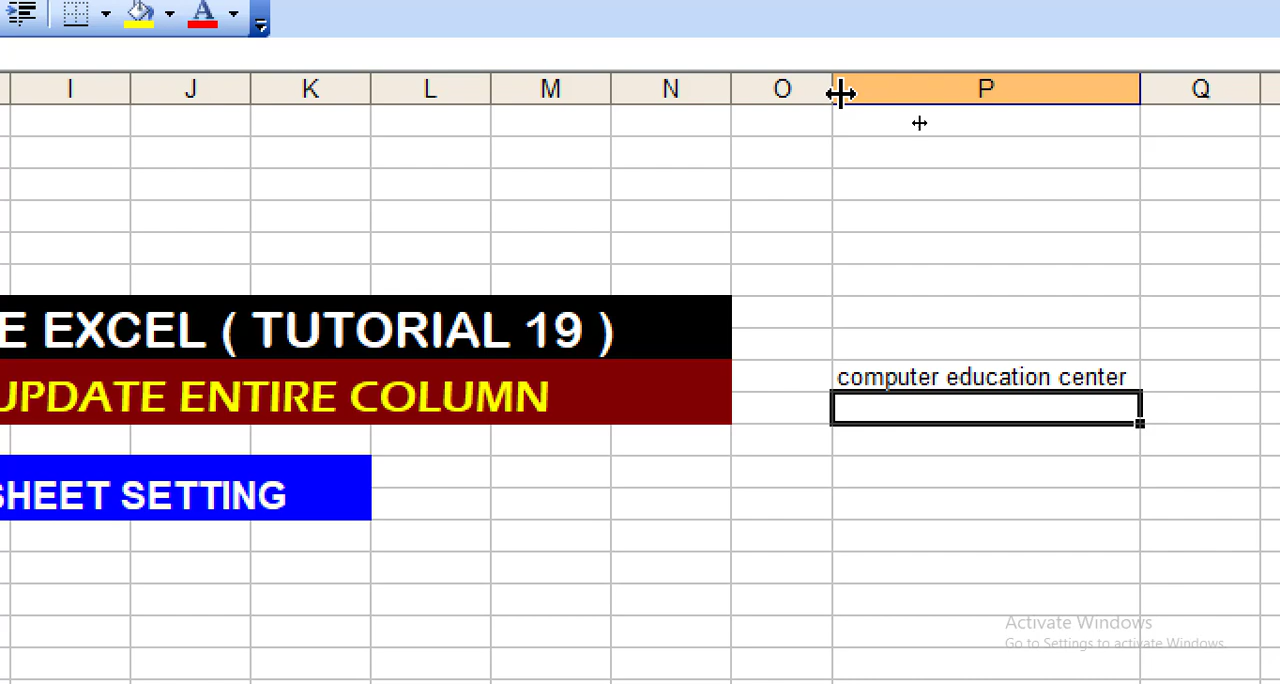 I J K L M N O P Q
E EXCEL ( TUTORIAL 19 )
UPDATE ENTIRE COLUMN
computer education center
SHEET SETTING
Activate Windows
Go to Settings to activate Windows.